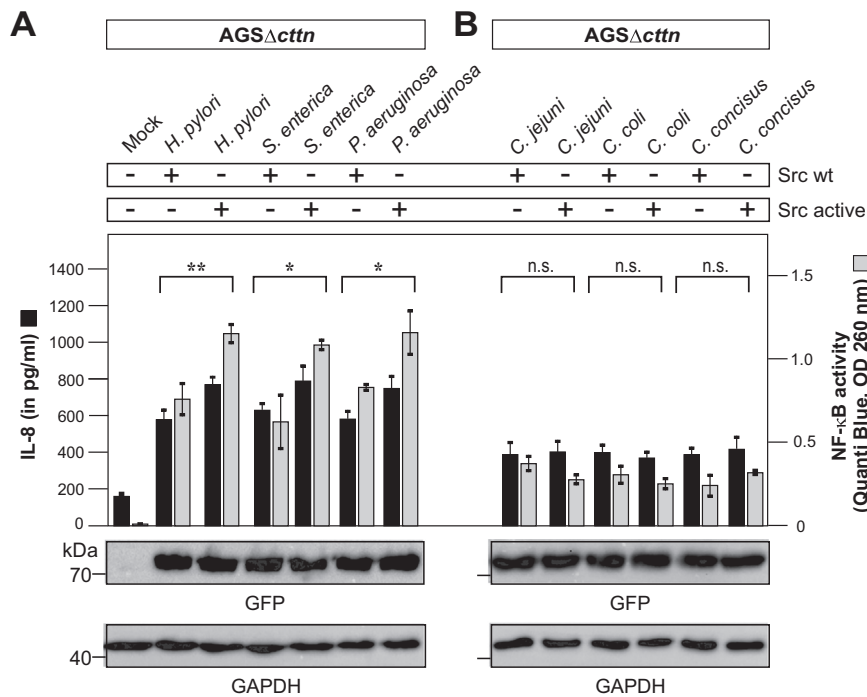 A
B
AGSΔcttn
AGSΔcttn
Mock
H. pylori
H. pylori
S. enterica
S. enterica
P. aeruginosa
P. aeruginosa
C. jejuni
C. jejuni
C. coli
C. coli
C. concisus
C. concisus
- + - + - + - + - + - + - Src wt
- - + - + - + - + - + - + Src active
IL-8 (in pg/ml)
1400
1200
1000
800
600
400
200
0
** * * n.s. n.s. n.s.
1.5
1.0
0.5
0
NF-κB activity
(Quanti Blue, OD 260 nm)
kDa
70
GFP
GFP
40
GAPDH
GAPDH